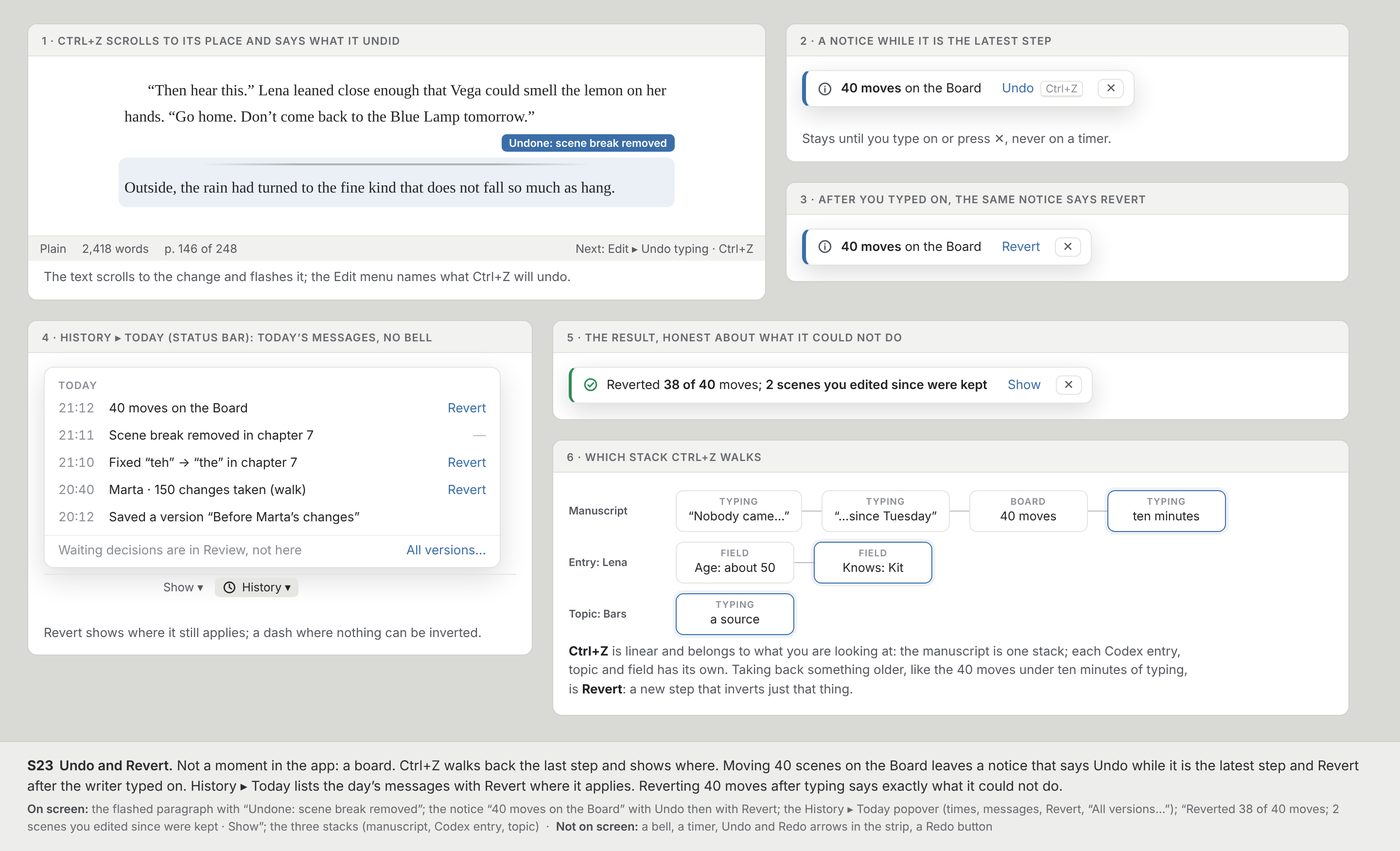 1 · CTRL+Z SCROLLS TO ITS PLACE AND SAYS WHAT IT UNDID
“Then hear this.” Lena leaned close enough that Vega could smell the lemon on her
hands. “Go home. Don’t come back to the Blue Lamp tomorrow.”
Undone: scene break removed
Outside, the rain had turned to the fine kind that does not fall so much as hang.
Plain 2,418 words p. 146 of 248 Next: Edit ▸ Undo typing · Ctrl+Z
The text scrolls to the change and flashes it; the Edit menu names what Ctrl+Z will undo.
2 · A NOTICE WHILE IT IS THE LATEST STEP
40 moves on the Board Undo Ctrl+Z ✕
Stays until you type on or press ✕, never on a timer.
3 · AFTER YOU TYPED ON, THE SAME NOTICE SAYS REVERT
40 moves on the Board Revert ✕
4 · HISTORY ▸ TODAY (STATUS BAR): TODAY’S MESSAGES, NO BELL
TODAY
21:12 40 moves on the Board Revert
21:11 Scene break removed in chapter 7 —
21:10 Fixed “teh” → “the” in chapter 7 Revert
20:40 Marta · 150 changes taken (walk) Revert
20:12 Saved a version “Before Marta’s changes”
Waiting decisions are in Review, not here All versions…
Show ▾ History ▾
Revert shows where it still applies; a dash where nothing can be inverted.
5 · THE RESULT, HONEST ABOUT WHAT IT COULD NOT DO
Reverted 38 of 40 moves; 2 scenes you edited since were kept Show ✕
6 · WHICH STACK CTRL+Z WALKS
TYPING TYPING BOARD TYPING
Manuscript “Nobody came…” “…since Tuesday” 40 moves ten minutes
FIELD FIELD
Entry: Lena Age: about 50 Knows: Kit
TYPING
Topic: Bars a source
Ctrl+Z is linear and belongs to what you are looking at: the manuscript is one stack; each Codex entry,
topic and field has its own. Taking back something older, like the 40 moves under ten minutes of typing,
is Revert: a new step that inverts just that thing.
S23 Undo and Revert. Not a moment in the app: a board. Ctrl+Z walks back the last step and shows where. Moving 40 scenes on the Board leaves a notice that says Undo while it is the latest step and Revert
after the writer typed on. History ▸ Today lists the day’s messages with Revert where it applies. Reverting 40 moves after typing says exactly what it could not do.
On screen: the flashed paragraph with “Undone: scene break removed”; the notice “40 moves on the Board” with Undo then with Revert; the History ▸ Today popover (times, messages, Revert, “All versions…”); “Reverted 38 of 40 moves; 2
scenes you edited since were kept · Show”; the three stacks (manuscript, Codex entry, topic) · Not on screen: a bell, a timer, Undo and Redo arrows in the strip, a Redo button